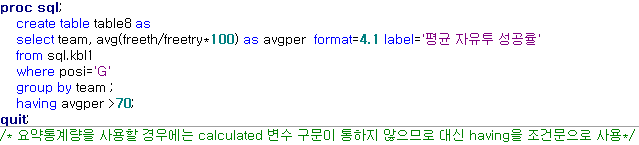 proc sql;
create table table8 as
select team, avg(freeth/freetry*100) as avgper format=4.1 label='평균 자유투 성공률'
from sql.kbl1
where posi='G'
group by team ;
having avgper >70;
quit;
/* 요약통계량을 사용할 경우에는 calculated 변수 구문이 통하지 않으므로 대신 having을 조건문으로 사용*/